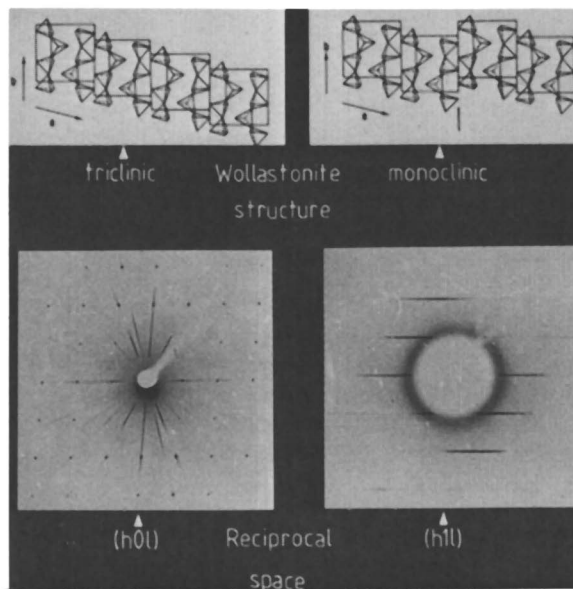 triclinic Wollastonite monoclinic
structure
(h0l) Reciprocal (h1l)
space